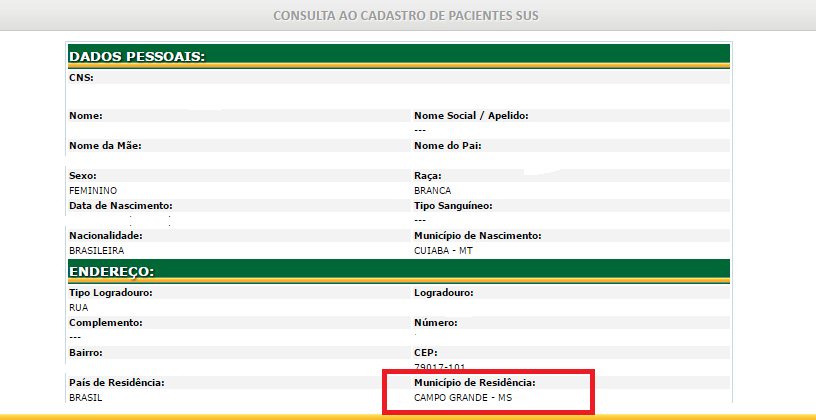 CONSULTA AO CADASTRO DE PACIENTES SUS
DADOS PESSOAIS:
CNS:
Nome: Nome Social / Apelido:
---
Nome da Mãe: Nome do Pai:
Sexo: Raça:
FEMININO BRANCA
Data de Nascimento: Tipo Sanguíneo:
---
Nacionalidade: Município de Nascimento:
BRASILEIRA CUIABA - MT
ENDEREÇO:
Tipo Logradouro: Logradouro:
RUA
Complemento: Número:
---
Bairro: CEP:
79017-101
País de Residência: Município de Residência:
BRASIL CAMPO GRANDE - MS